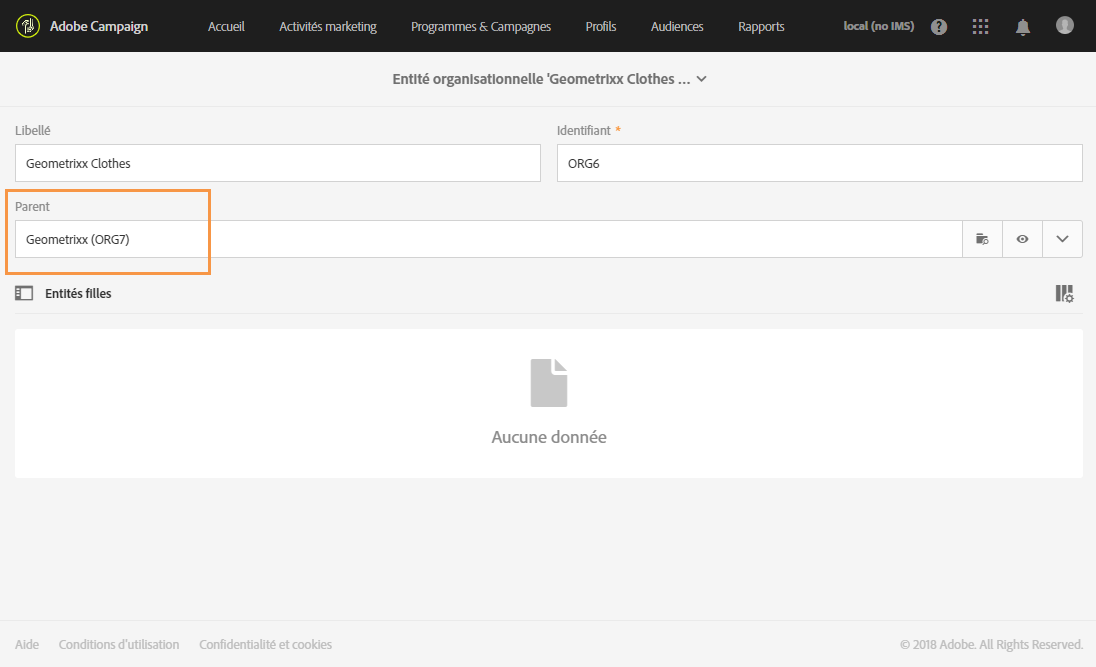 Adobe Campaign Accueil Activités marketing Programmes & Campagnes Profils Audiences Rapports local (no IMS)
Entité organisationnelle 'Geometrixx Clothes ...
Libellé Identifiant *
Geometrixx Clothes ORG6
Parent
Geometrixx (ORG7)
Entités filles
Aucune donnée
Aide Conditions d'utilisation Confidentialité et cookies © 2018 Adobe. All Rights Reserved.